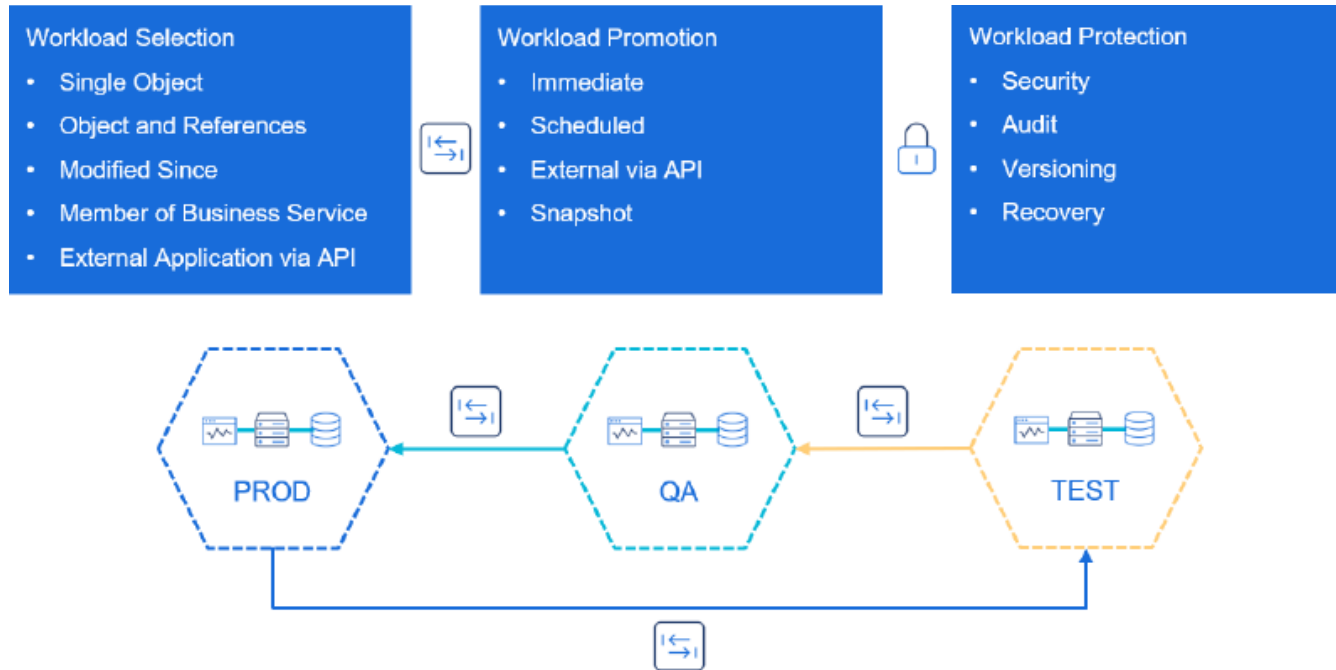 Workload Selection
• Single Object
• Object and References
• Modified Since
• Member of Business Service
• External Application via API
Workload Promotion
• Immediate
• Scheduled
• External via API
• Snapshot
Workload Protection
• Security
• Audit
• Versioning
• Recovery
PROD
QA
TEST